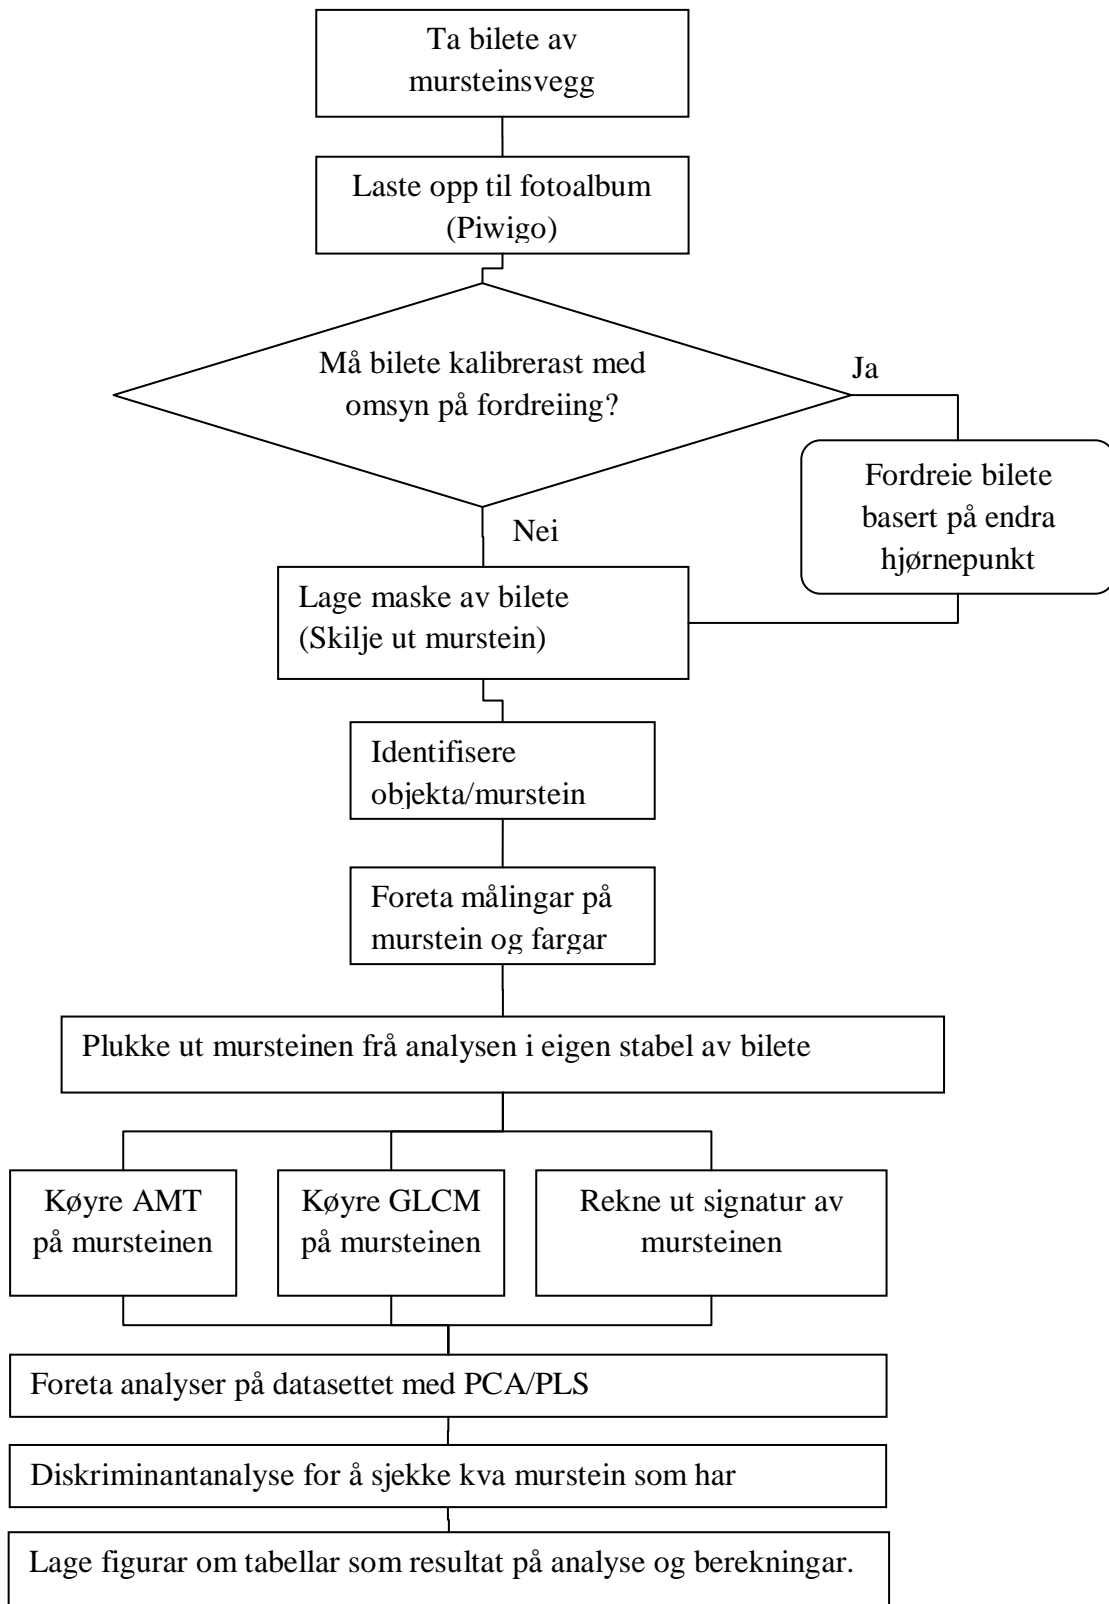 Ta bilete av
mursteinsvegg
Laste opp til fotoalbum
(Piwigo)
Må bilete kalibrerast med
omsyn på fordreiing?
Ja
Fordreie bilete
basert på endra
hjørnepunkt
Nei
Lage maske av bilete
(Skilje ut murstein)
Identifisere
objekta/murstein
Foreta målingar på
murstein og fargar
Plukke ut mursteinen frå analysen i eigen stabel av bilete
Køyre AMT
på mursteinen
Køyre GLCM
på mursteinen
Rekne ut signatur av
mursteinen
Foreta analyser på datasettet med PCA/PLS
Diskriminantanalyse for å sjekke kva murstein som har
Lage figurar om tabellar som resultat på analyse og berekningar.